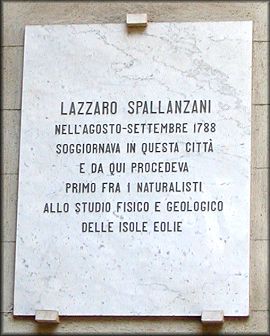 LAZZARO SPALLANZANI
NELL'AGOSTO-SETTEMBRE 1788
SOGGIORNAVA IN QUESTA CITTÀ
E DA QUI PROCEDEVA
PRIMO FRA I NATURALISTI
ALLO STUDIO FISICO E GEOLOGICO
DELLE ISOLE EOLIE